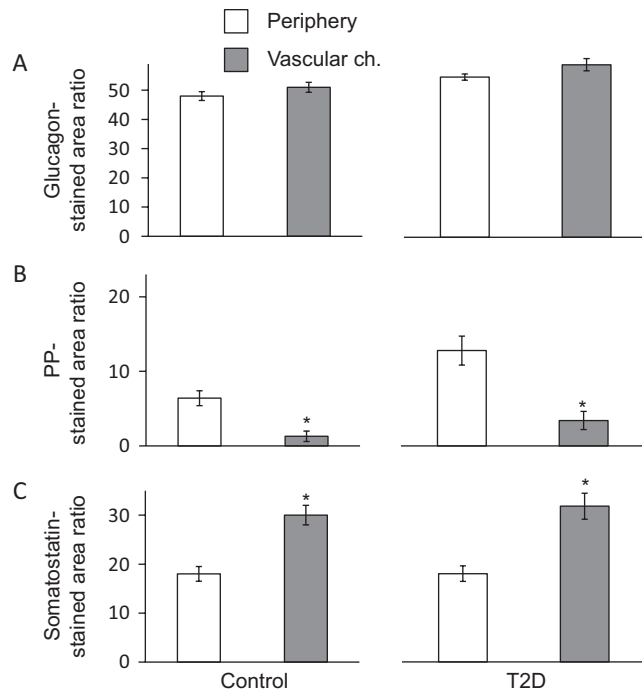 Periphery
Vascular ch.
A
Glucagon-
stained area ratio
50
40
30
20
10
0
B
PP-
stained area ratio
20
10
0
*
*
C
Somatostatin-
stained area ratio
30
20
10
0
*
*
Control
T2D